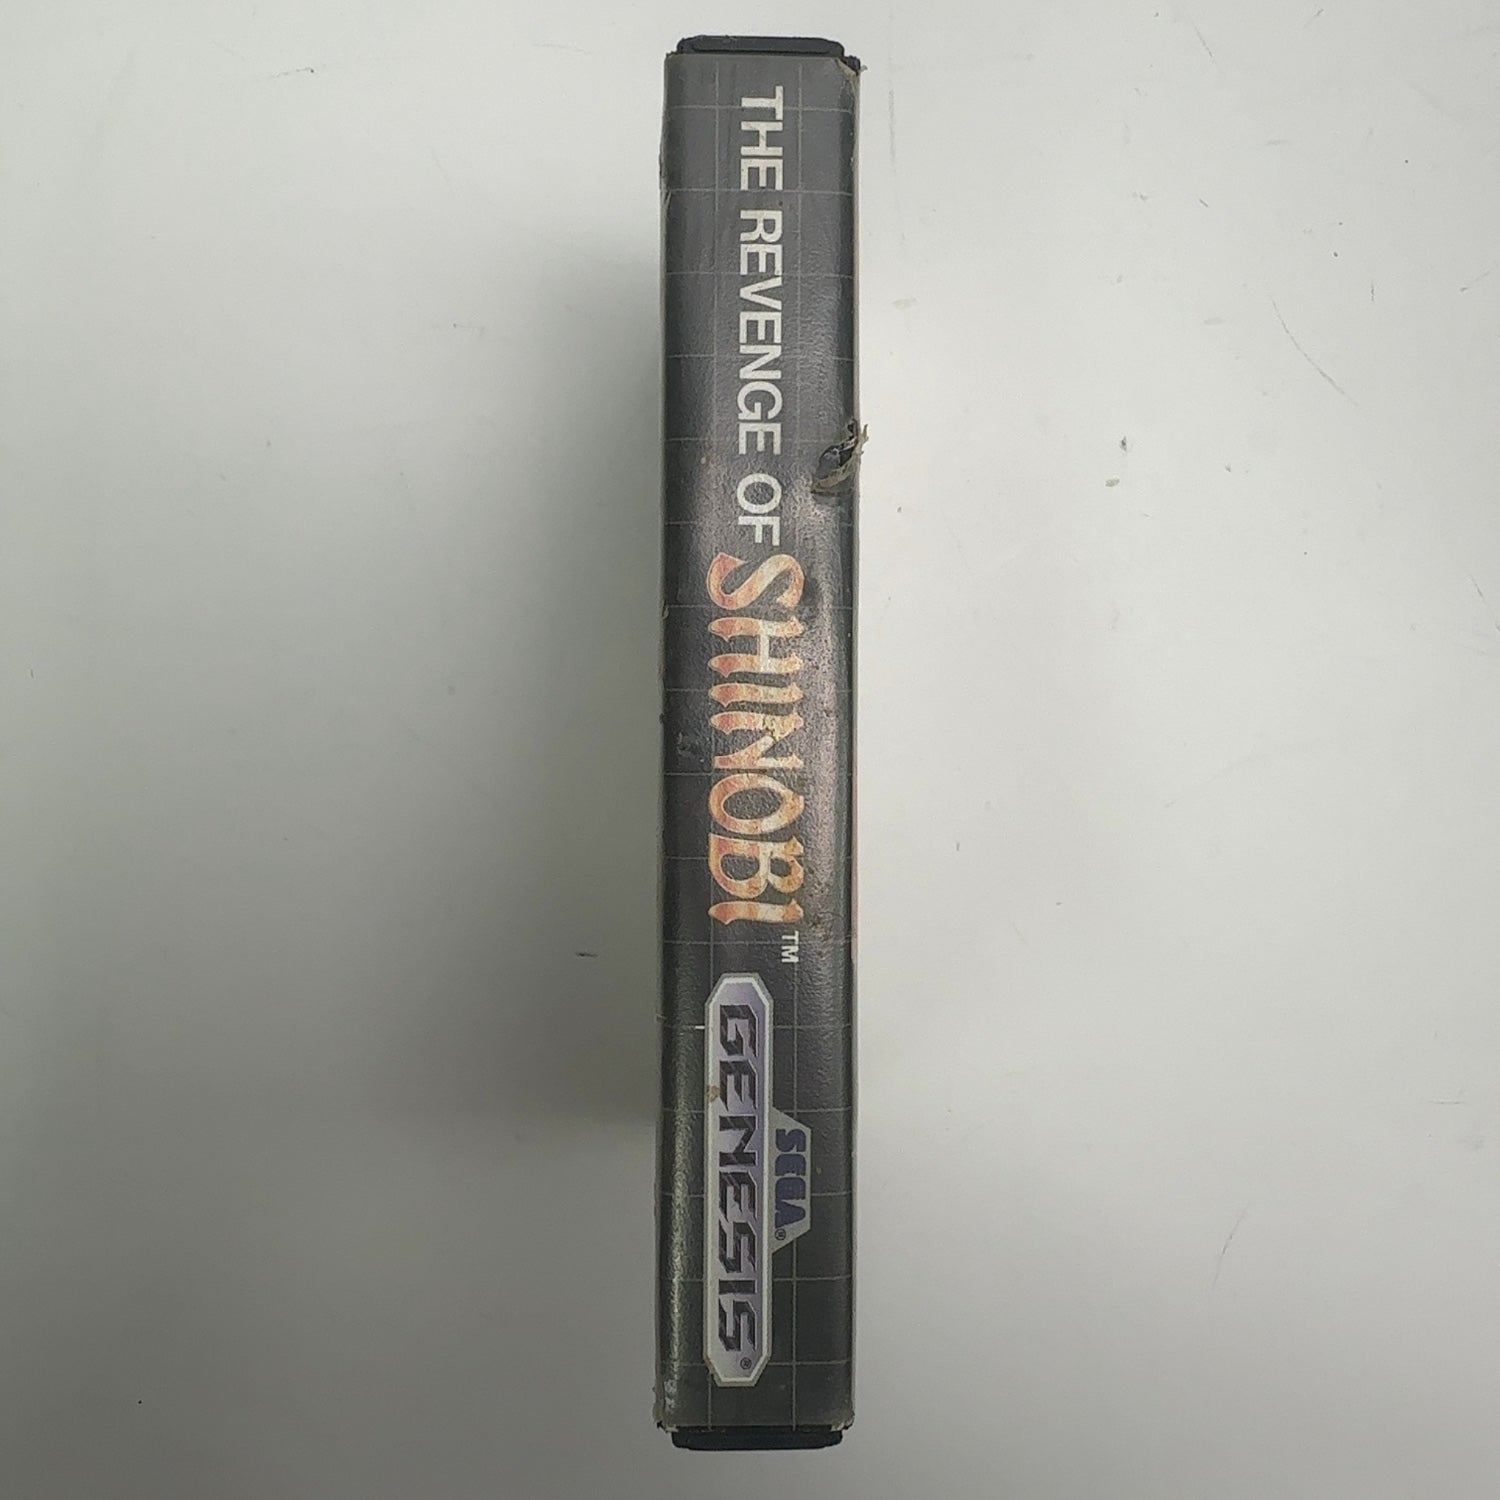 THE REVENGE OF SHINOBI™
SEGA®
GENESIS®